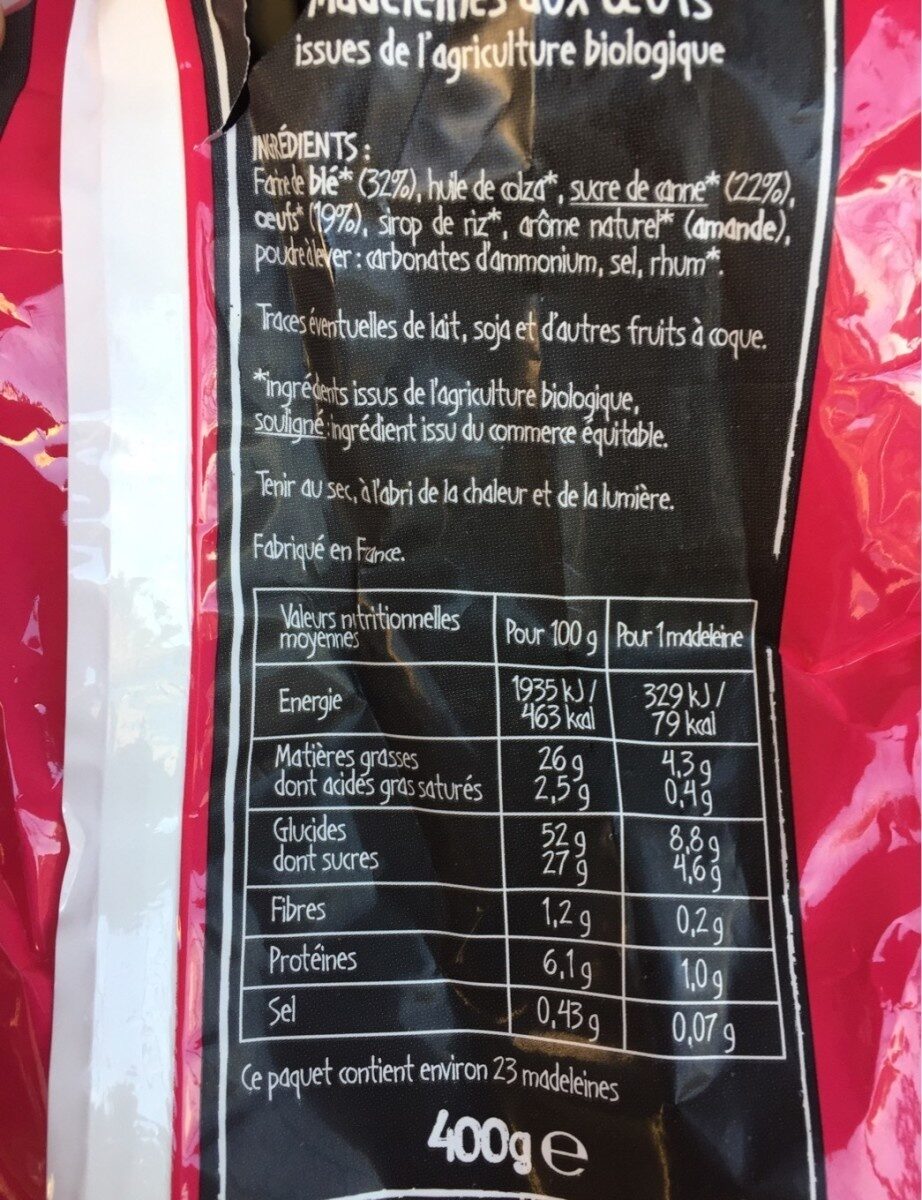 Madeleines aux œufs
issues de l'agriculture biologique
INGRÉDIENTS :
Farine de blé* (32%), huile de colza*, sucre de canne* (22%),
œufs* (19%), sirop de riz*, arôme naturel* (amande),
poudre à lever : carbonates d'ammonium, sel, rhum*.
Traces éventuelles de lait, soja et d'autres fruits à coque.
*ingrédients issus de l'agriculture biologique,
souligné : ingrédient issu du commerce équitable.
Tenir au sec, à l'abri de la chaleur et de la lumière.
Fabriqué en France.
Valeurs nutritionnelles
moyennes Pour 100 g Pour 1 madeleine
Energie 1935 kJ / 329 kJ /
463 kcal 79 kcal
Matières grasses 26 g 4,3 g
dont acides gras saturés 2,5 g 0,4 g
Glucides 52 g 8,8 g
dont sucres 27 g 4,6 g
Fibres 1,2 g 0,2 g
Protéines 6,1 g 1,0 g
Sel 0,43 g 0,07 g
Ce paquet contient environ 23 madeleines
400g e